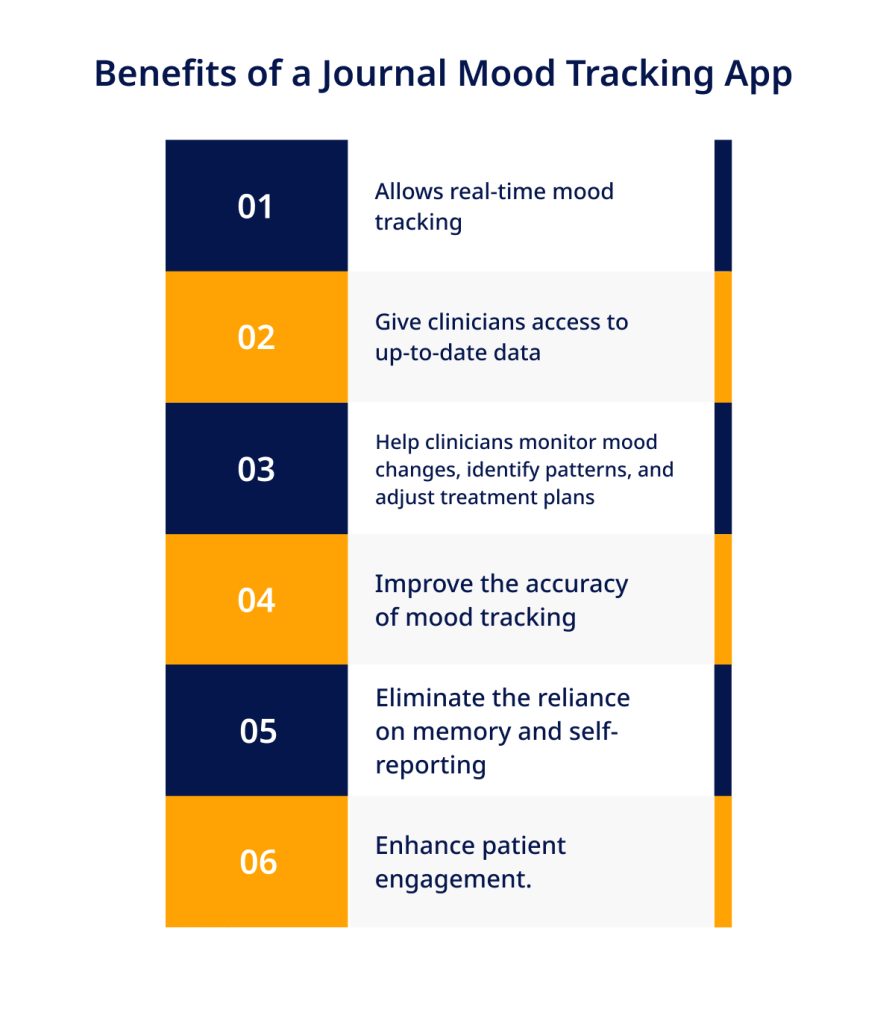 Benefits of a Journal Mood Tracking App
01
Allows real-time mood
tracking
02
Give clinicians access to
up-to-date data
03
Help clinicians monitor mood
changes, identify patterns, and
adjust treatment plans
04
Improve the accuracy
of mood tracking
05
Eliminate the reliance
on memory and self-
reporting
06
Enhance patient
engagement.